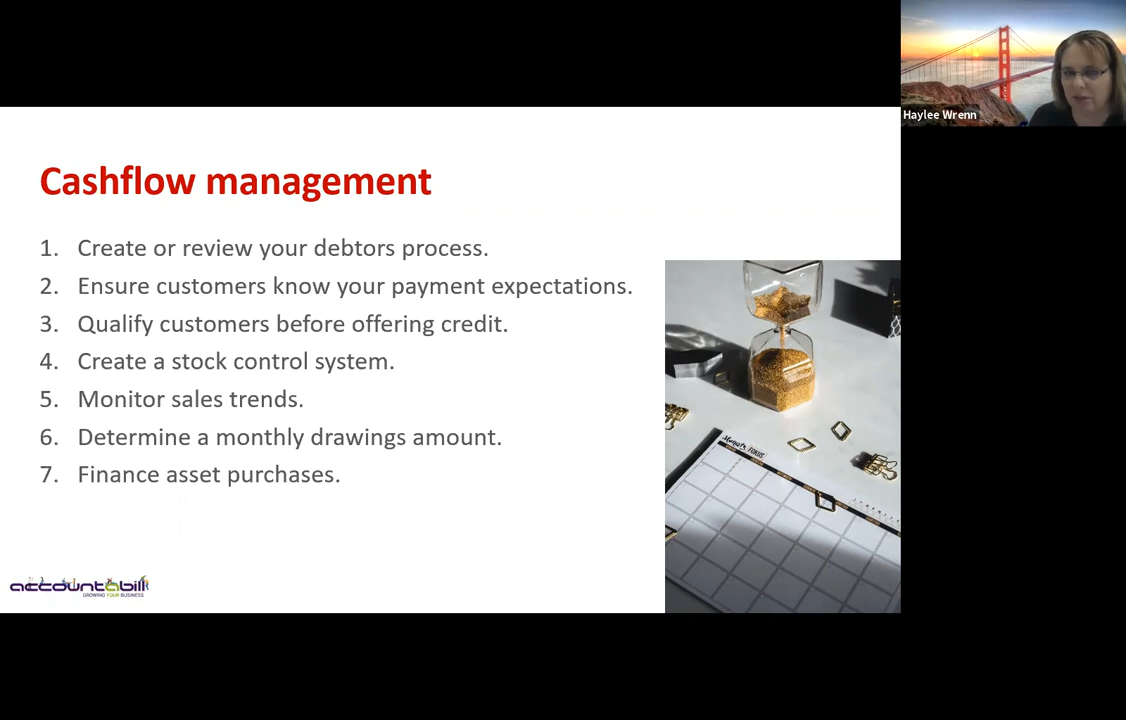 Haylee Wrenn
Cashflow management
1. Create or review your debtors process.
2. Ensure customers know your payment expectations.
3. Qualify customers before offering credit.
4. Create a stock control system.
5. Monitor sales trends.
6. Determine a monthly drawings amount.
7. Finance asset purchases.
accountabill
GROWING YOUR BUSINESS